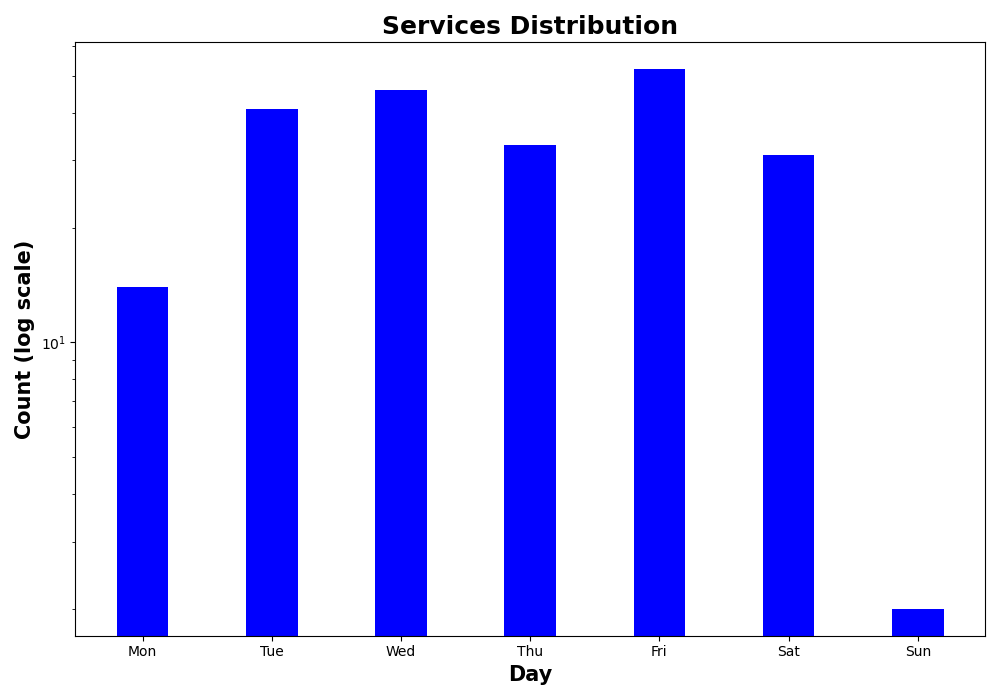 Services Distribution
Count (log scale)
10¹
Mon Tue Wed Thu Fri Sat Sun
Day